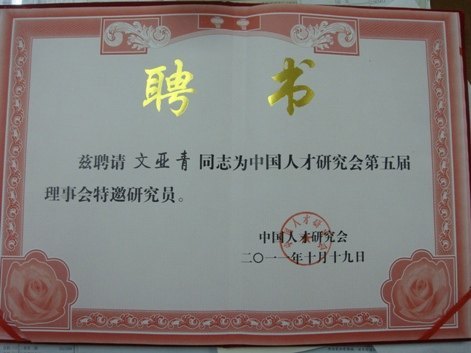 聘书
兹聘请 文亚青 同志为中国人才研究会第五届
理事会特邀研究员。
中国人才研究会
二〇一一年十月十九日